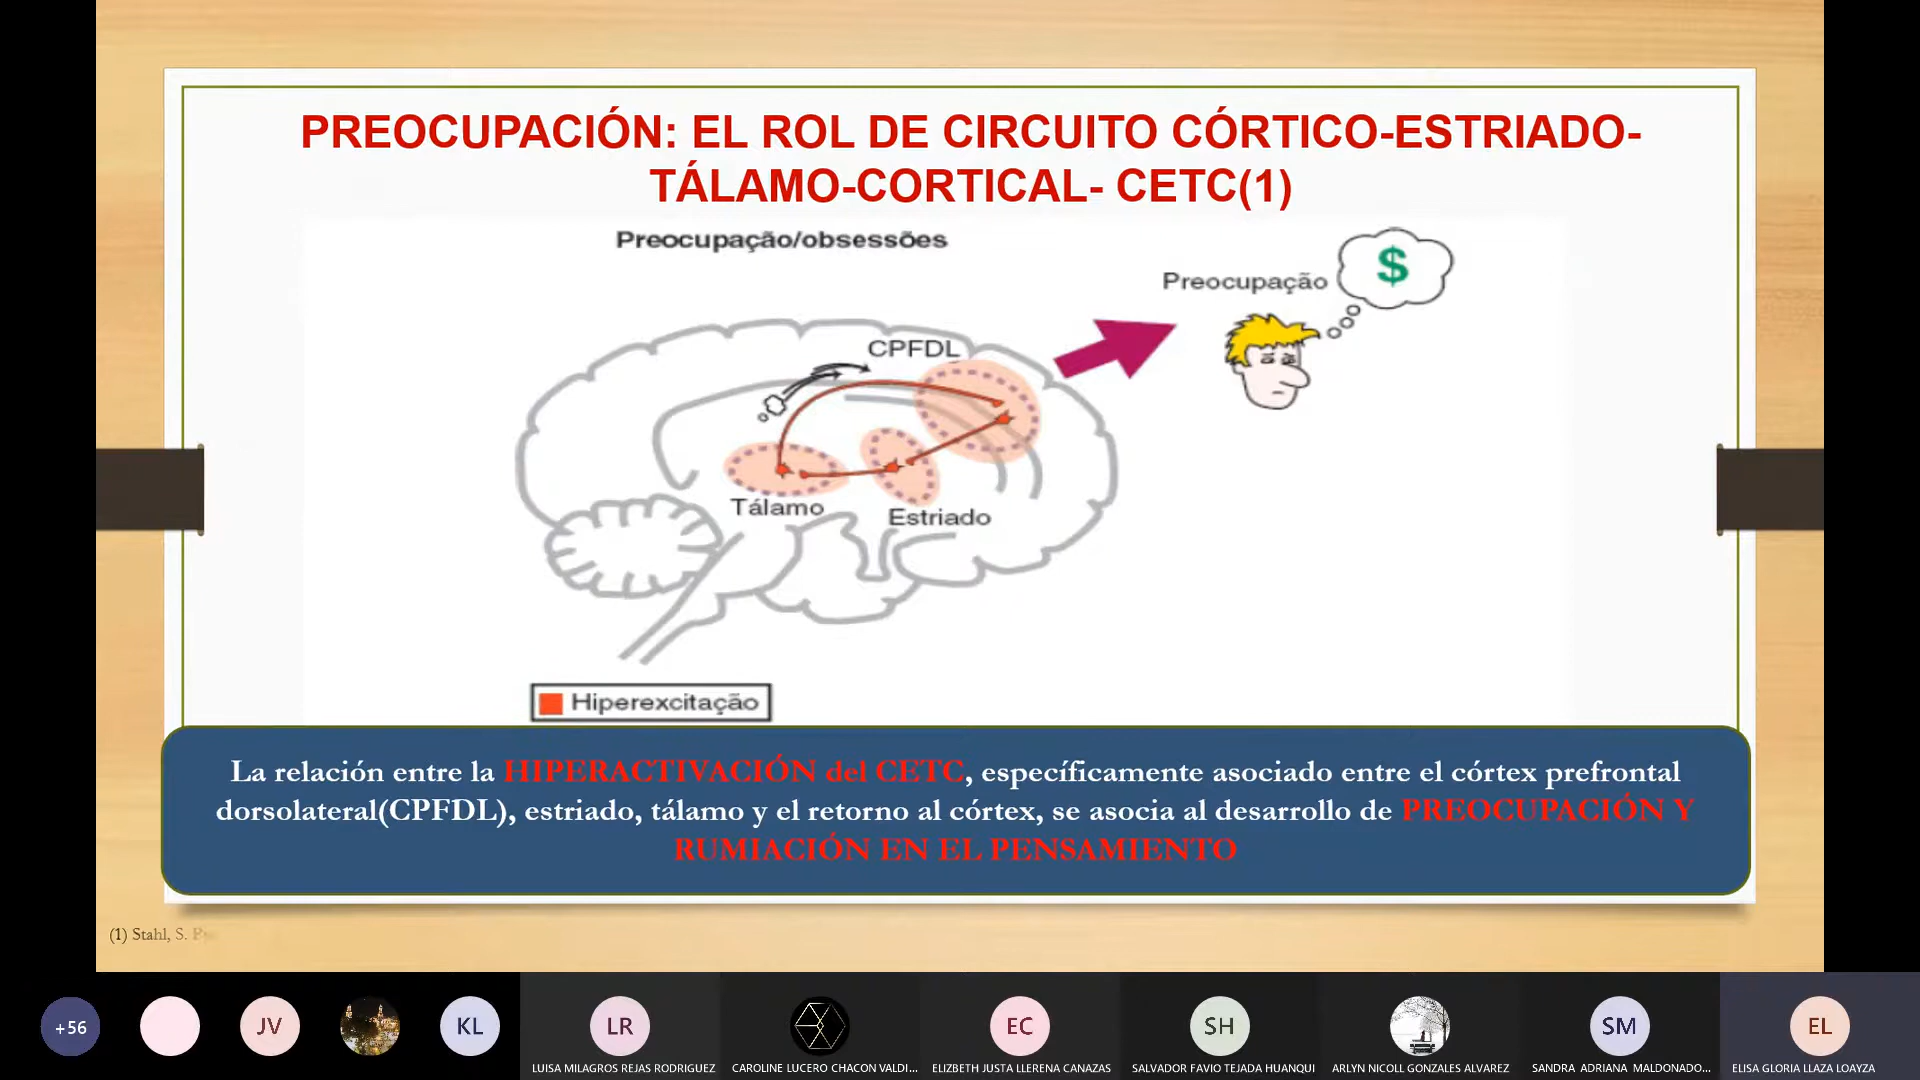 PREOCUPACIÓN: EL ROL DE CIRCUITO CÓRTICO-ESTRIADO-
TÁLAMO-CORTICAL- CETC(1)
Preocupação/obsessões
Preocupação
$
CPFDL
Tálamo
Estriado
Hiperexcitação
La relación entre la HIPERACTIVACIÓN del CETC, específicamente asociado entre el córtex prefrontal
dorsolateral(CPFDL), estriado, tálamo y el retorno al córtex, se asocia al desarrollo de PREOCUPACIÓN Y
RUMIACIÓN EN EL PENSAMIENTO
(1) Stahl, S.
+56
JV
KL
LR
EC
SH
SM
EL
LUISA MILAGROS REJAS RODRIGUEZ
CAROLINE LUCERO CHACON VALDI...
ELIZBETH JUSTA LLERENA CANAZAS
SALVADOR FAVIO TEJADA HUANQUI
ARLYN NICOLL GONZALES ALVAREZ
SANDRA ADRIANA MALDONADO...
ELISA GLORIA LLAZA LOAYZA